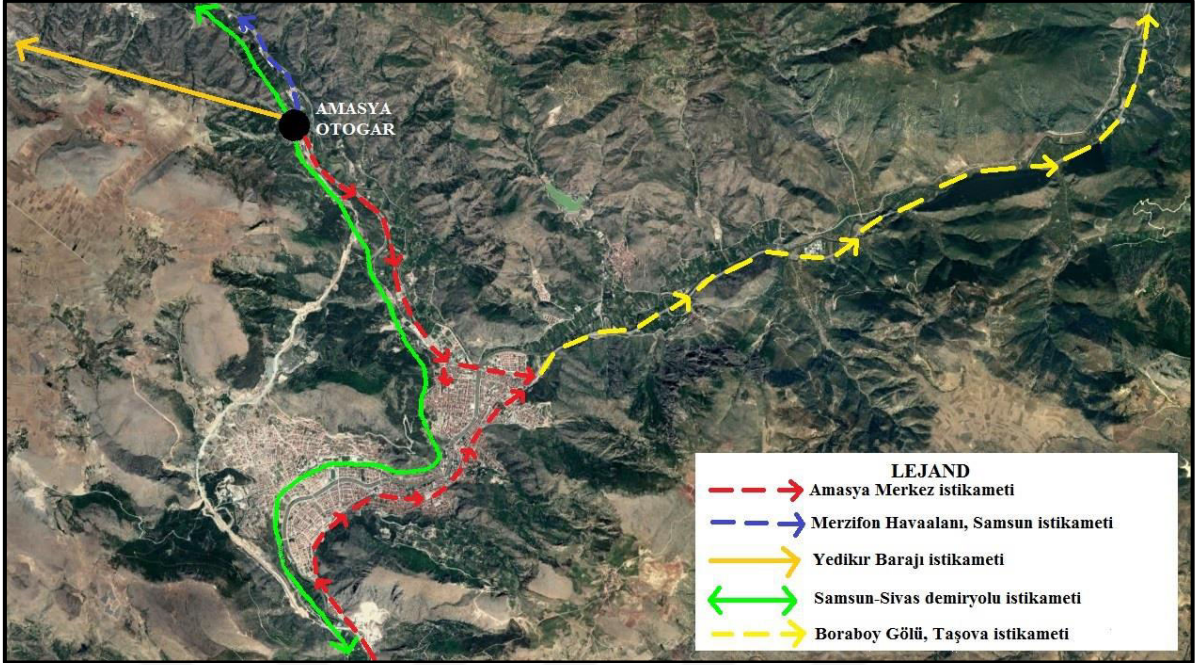 AMASYA
OTOGAR
LEJAND
Amasya Merkez istikameti
Merzifon Havaalanı, Samsun istikameti
Yedikır Barajı istikameti
Samsun-Sivas demiryolu istikameti
Boraboy Gölü, Taşova istikameti